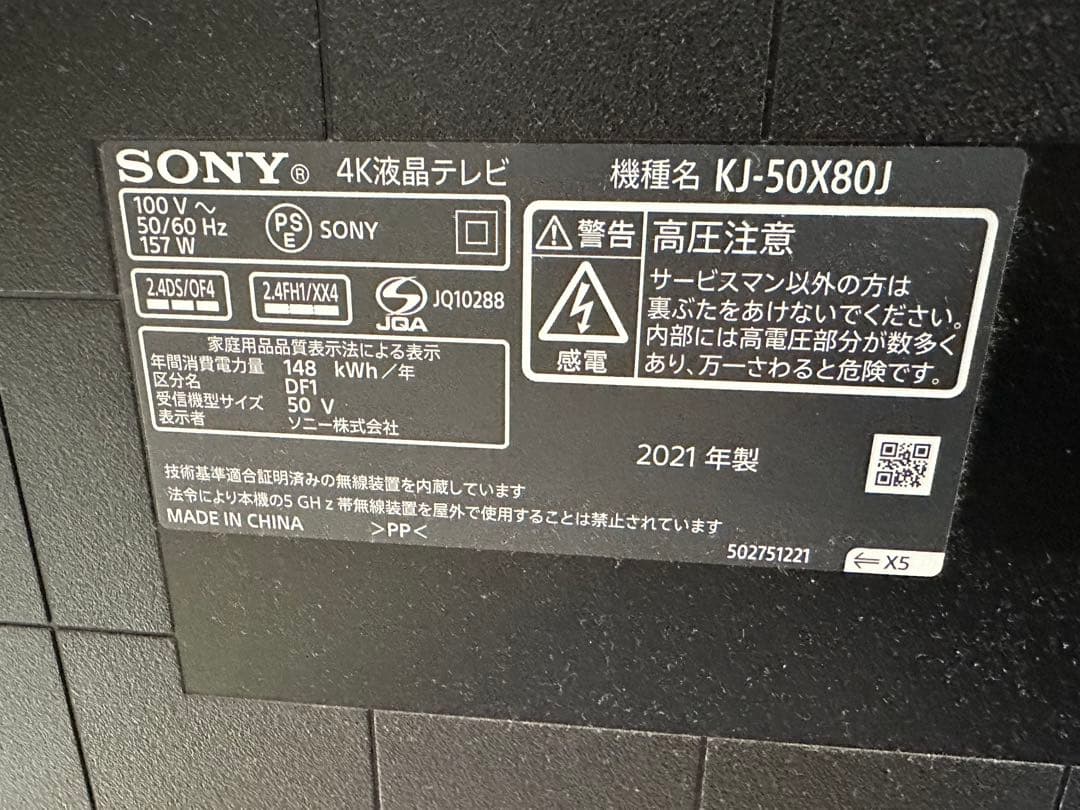 SONY® 4K液晶テレビ
機種名 KJ-50X80J
100 V ～
50/60 Hz
157 W
PS
E
SONY
2.4DS/OF4
2.4FH1/XX4
JQA
JQ10288
家庭用品品質表示法による表示
年間消費電力量 148 kWh／年
区分名 DF1
受信機型サイズ 50 V
表示者 ソニー株式会社
警告
感電
高圧注意
サービスマン以外の方は
裏ぶたをあけないでください。
内部には高電圧部分が数多く
あり、万一さわると危険です。
2021 年製
技術基準適合証明済みの無線装置を内蔵しています
法令により本機の5 GHz帯無線装置を屋外で使用することは禁止されています
MADE IN CHINA
>PP<
502751221
⇐ X5